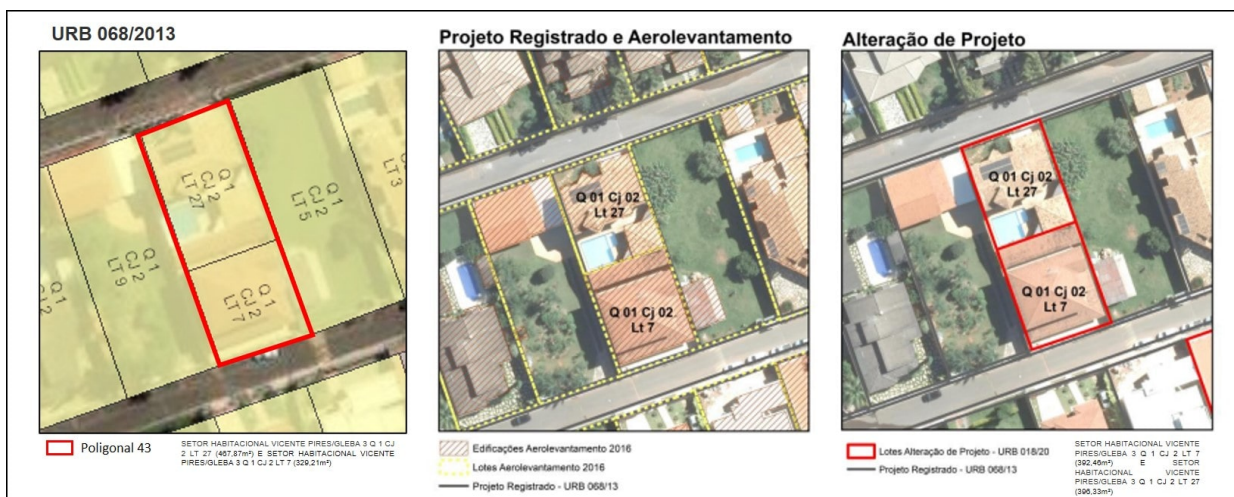 URB 068/2013
Q 1
CJ 2
LT 27
Q 1
CJ 2
LT 7
Q 1
CJ 2
LT 5
Q 1
CJ 2
LT 9
LT 3
Q 1
CJ 2
Poligonal 43
SETOR HABITACIONAL VICENTE PIRES/GLEBA 3 Q 1 CJ
2 LT 27 (467,87m²) E SETOR HABITACIONAL VICENTE
PIRES/GLEBA 3 Q 1 CJ 2 LT 7 (329,21m²)
Projeto Registrado e Aerolevantamento
Q 01 Cj 02
Lt 27
Q 01 Cj 02
Lt 7
Edificações Aerolevantamento 2016
Lotes Aerolevantamento 2016
Projeto Registrado - URB 068/13
Alteração de Projeto
Q 01 Cj 02
Lt 27
Q 01 Cj 02
Lt 7
Lotes Alteração de Projeto - URB 018/20
Projeto Registrado - URB 068/13
SETOR HABITACIONAL VICENTE
PIRES/GLEBA 3 Q 1 CJ 2 LT 7
(392,46m²) E SETOR
HABITACIONAL VICENTE
PIRES/GLEBA 3 Q 1 CJ 2 LT 27
(396,33m²)